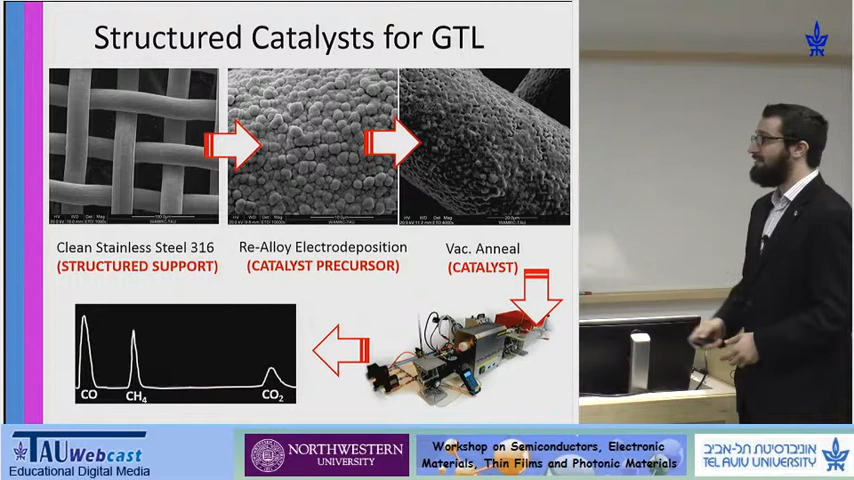 Structured Catalysts for GTL
Clean Stainless Steel 316
(STRUCTURED SUPPORT)
Re-Alloy Electrodeposition
(CATALYST PRECURSOR)
Vac. Anneal
(CATALYST)
CO
CH₄
CO₂
TAU Webcast
Educational Digital Media
NORTHWESTERN
UNIVERSITY
Workshop on Semiconductors, Electronic
Materials, Thin Films and Photonic Materials
אוניברסיטת תל-אביב
TEL AVIV UNIVERSITY